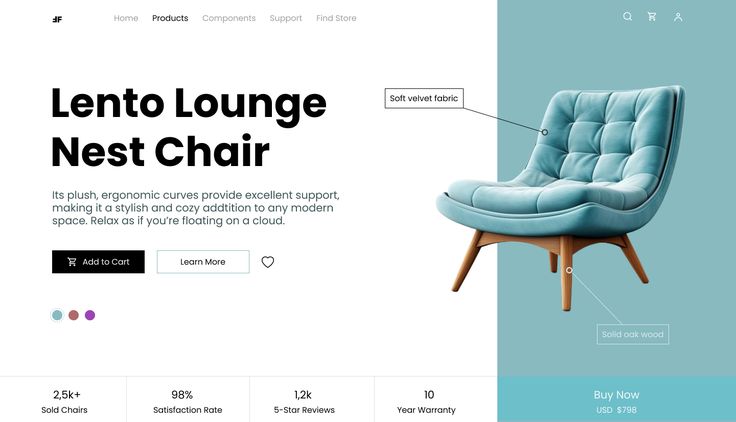 Home Products Components Support Find Store
Lento Lounge
Nest Chair
Its plush, ergonomic curves provide excellent support,
making it a stylish and cozy addtition to any modern
space. Relax as if you're floating on a cloud.
Add to Cart
Learn More
Soft velvet fabric
Solid oak wood
2,5k+
Sold Chairs
98%
Satisfaction Rate
1,2k
5-Star Reviews
10
Year Warranty
Buy Now
USD $798